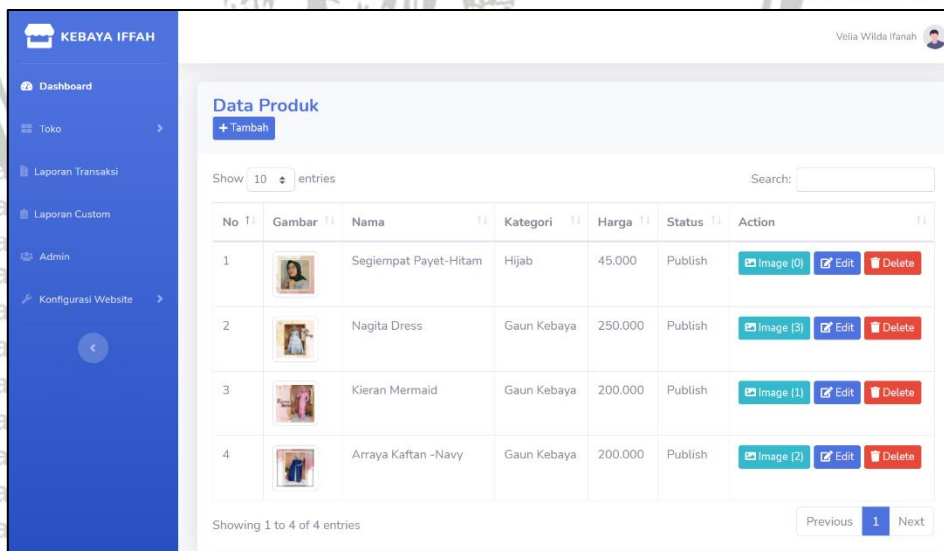 KEBAYA IFFAH
Velia Wilda Ifanah
Dashboard
Toko
Laporan Transaksi
Laporan Custom
Admin
Konfigurasi Website
Data Produk
+ Tambah
Show 10 entries
Search:
No Gambar Nama Kategori Harga Status Action
1 Segiempat Payet-Hitam Hijab 45.000 Publish Image (0) Edit Delete
2 Nagita Dress Gaun Kebaya 250.000 Publish Image (3) Edit Delete
3 Kieran Mermaid Gaun Kebaya 200.000 Publish Image (1) Edit Delete
4 Arraya Kaftan -Navy Gaun Kebaya 200.000 Publish Image (2) Edit Delete
Showing 1 to 4 of 4 entries
Previous 1 Next